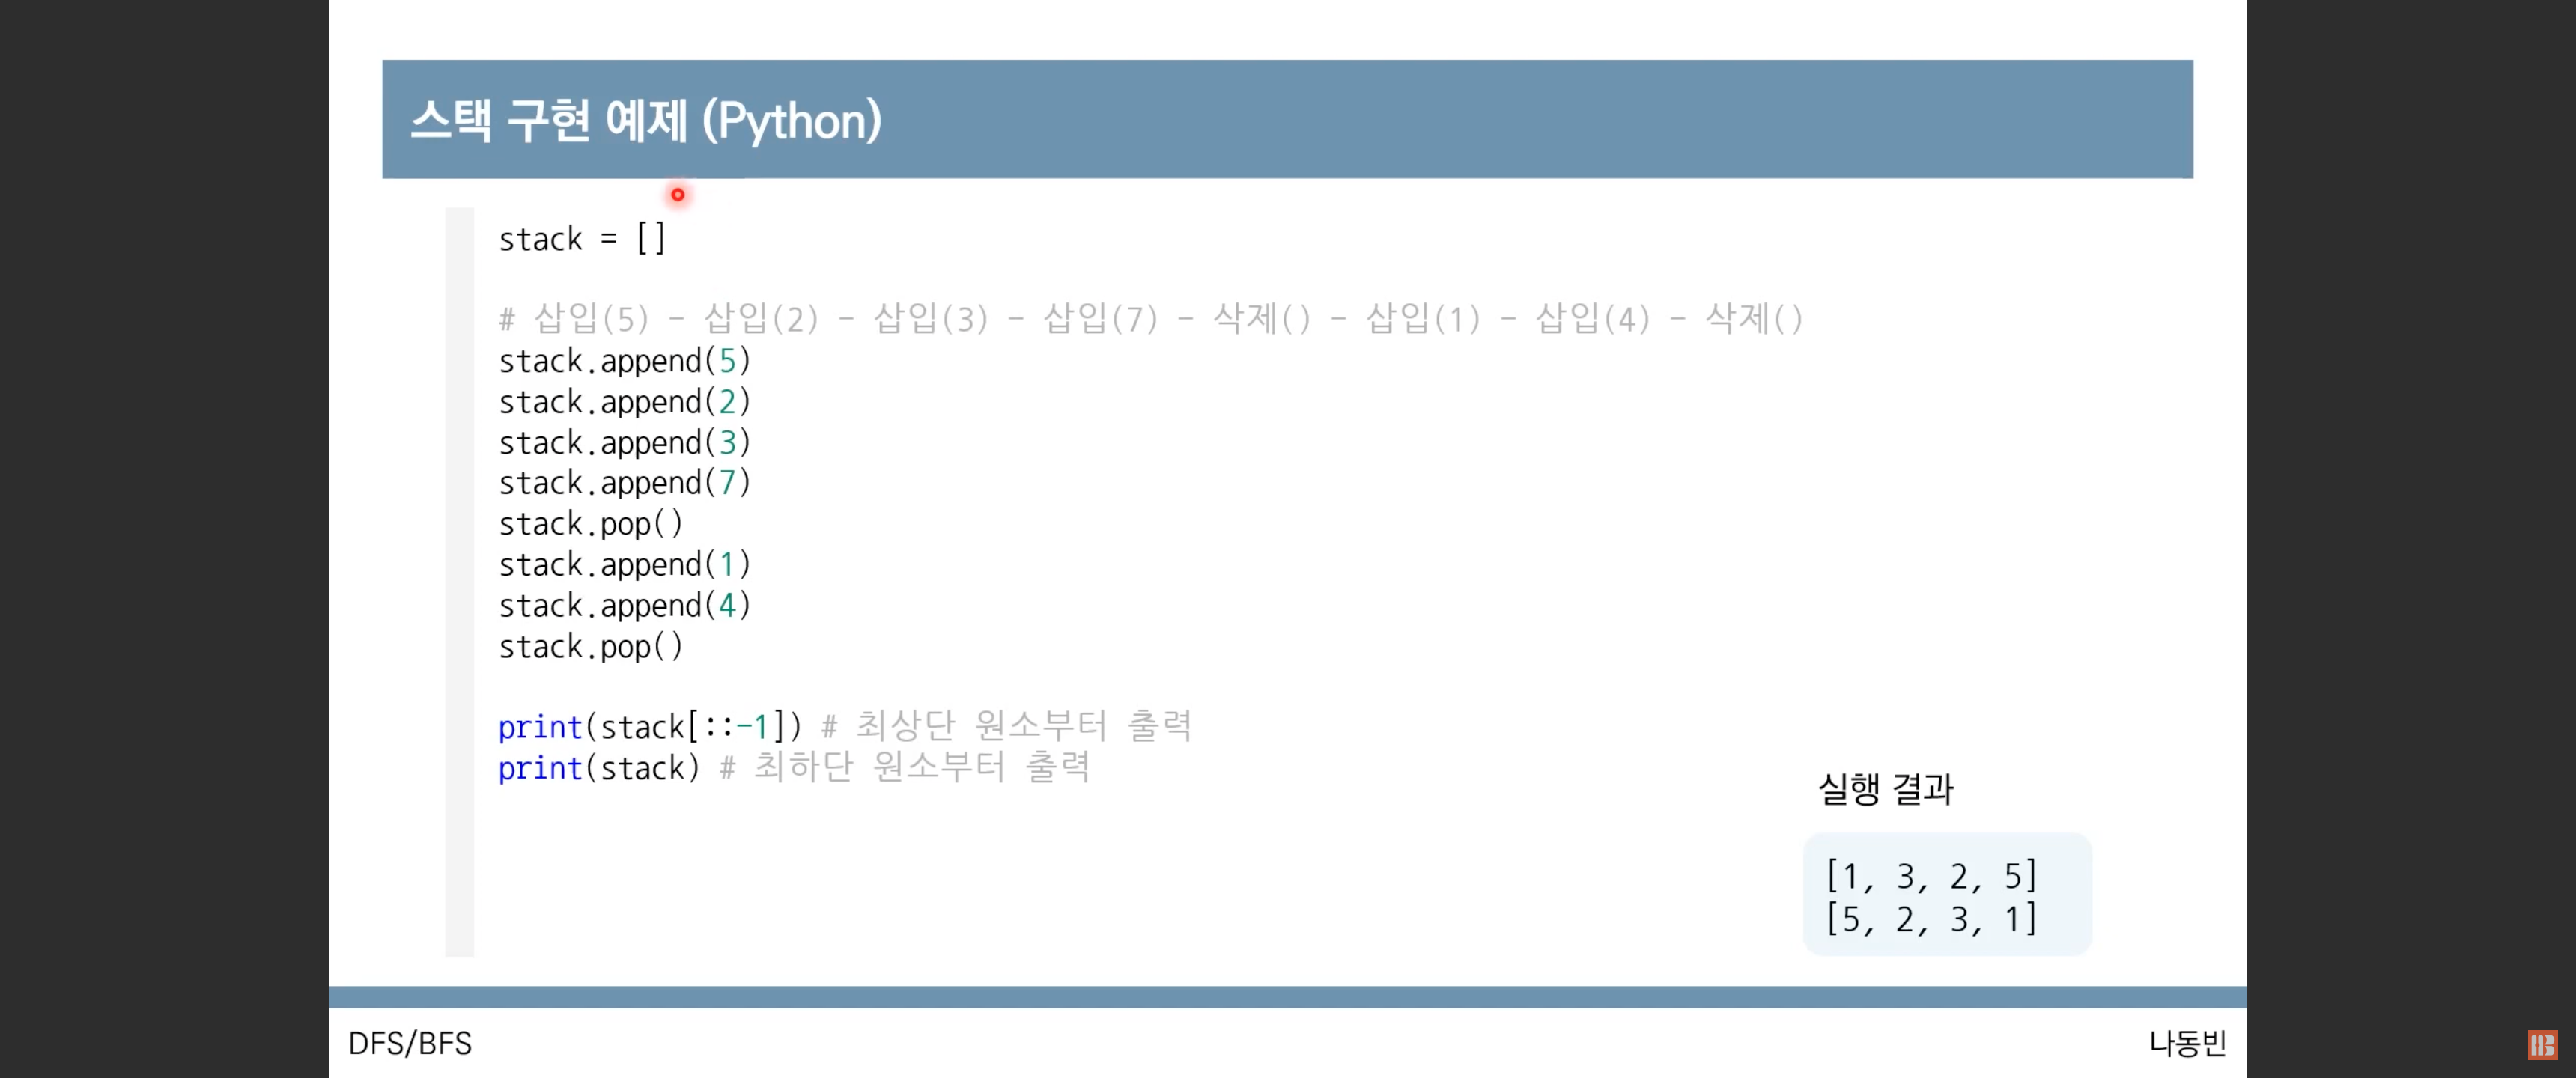 스택 구현 예제 (Python)
stack = []
# 삽입(5) - 삽입(2) - 삽입(3) - 삽입(7) - 삭제() - 삽입(1) - 삽입(4) - 삭제()
stack.append(5)
stack.append(2)
stack.append(3)
stack.append(7)
stack.pop()
stack.append(1)
stack.append(4)
stack.pop()
print(stack[::-1]) # 최상단 원소부터 출력
print(stack) # 최하단 원소부터 출력
실행 결과
[1, 3, 2, 5]
[5, 2, 3, 1]
DFS/BFS
나동빈